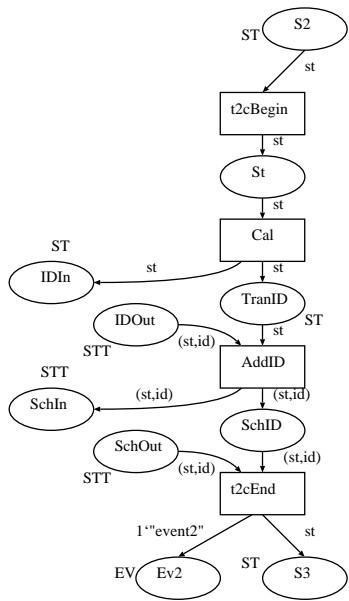 S2
ST
st
t2cBegin
st
St
st
Cal
ST
st
st
IDIn
TranID
IDOut
ST
st
STT
(st,id)
AddID
STT
(st,id)
(st,id)
SchIn
SchID
SchOut
(st,id)
(st,id)
STT
t2cEnd
1‘"event2"
st
EV
Ev2
ST
S3